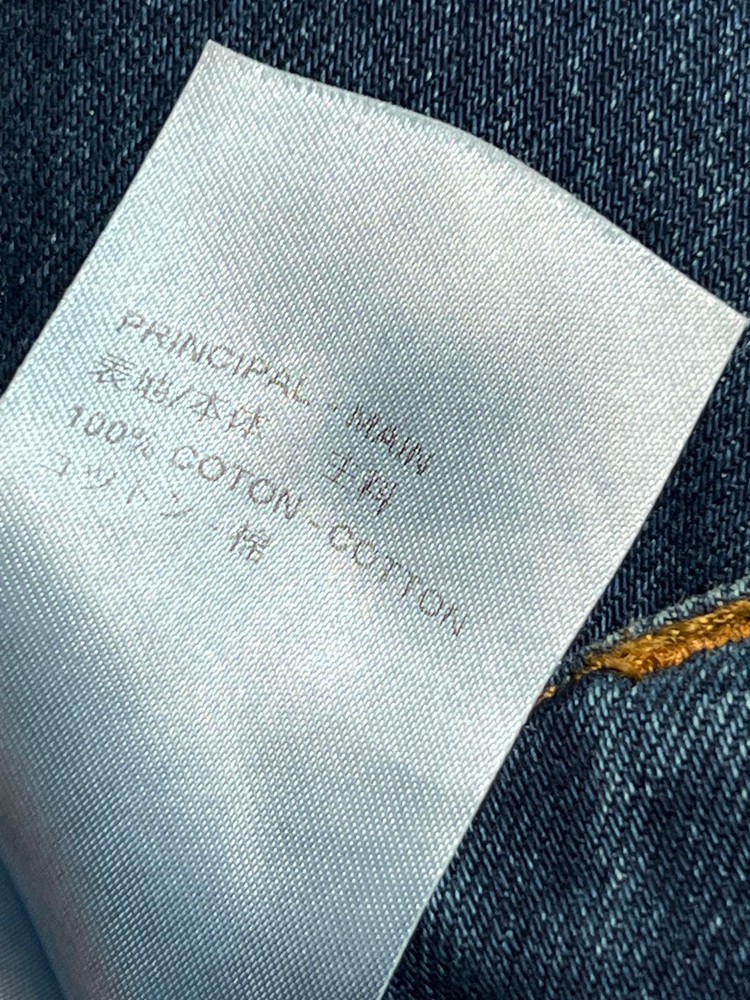 PRINCIPAL - MAIN
表地/本体 主料
100% COTON - COTTON
コットン - 棉